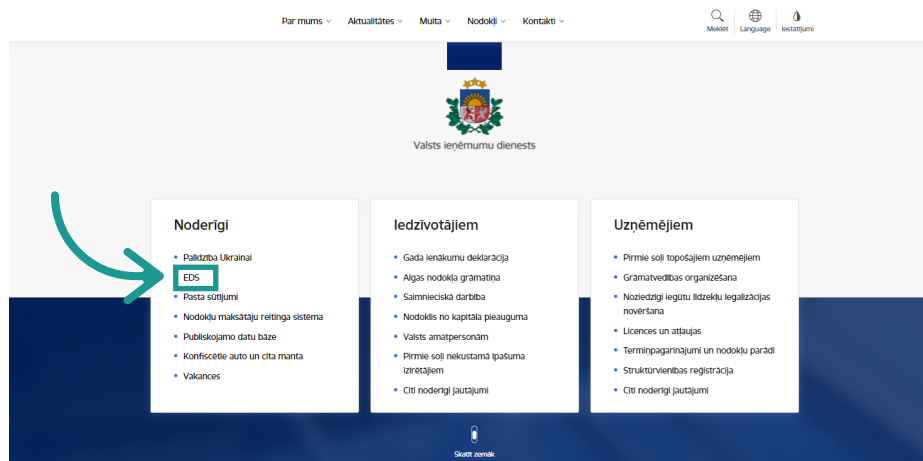 Par mums
Aktualitātes
Muita
Nodokļi
Kontakti
Meklēt
Language
Iestatījumi
Valsts ieņēmumu dienests
Noderīgi
Palīdzība Ukrainai
EDS
Pasta sūtījumi
Nodokļu maksātāju reitinga sistēma
Publiskojamo datu bāze
Konfiscētie auto un cita manta
Vakances
Iedzīvotājiem
Gada ienākumu deklarācija
Algas nodokļa grāmatiņa
Saimnieciskā darbība
Nodoklis no kapitāla pieauguma
Valsts amatpersonām
Pirmie soļi nekustamā īpašuma
izīrētājiem
Citi noderīgi jautājumi
Uzņēmējiem
Pirmie soļi topošajiem uzņēmējiem
Grāmatvedības organizēšana
Noziedzīgi iegūtu līdzekļu legalizācijas
novēršana
Licences un atļaujas
Termiņpagarinājumi un nodokļu parādi
Struktūrvienības reģistrācija
Citi noderīgi jautājumi
Skatīt zemāk